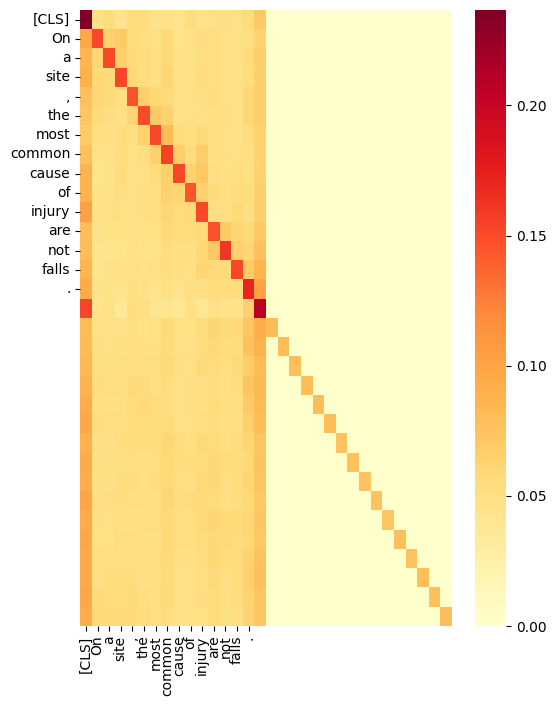 [CLS]
On
a
site
,
the
most
common
cause
of
injury
are
not
falls
.
0.20
0.15
0.10
0.05
0.00
[CLS]
On
a
site
,
the
most
common
cause
of
injury
are
not
falls
.